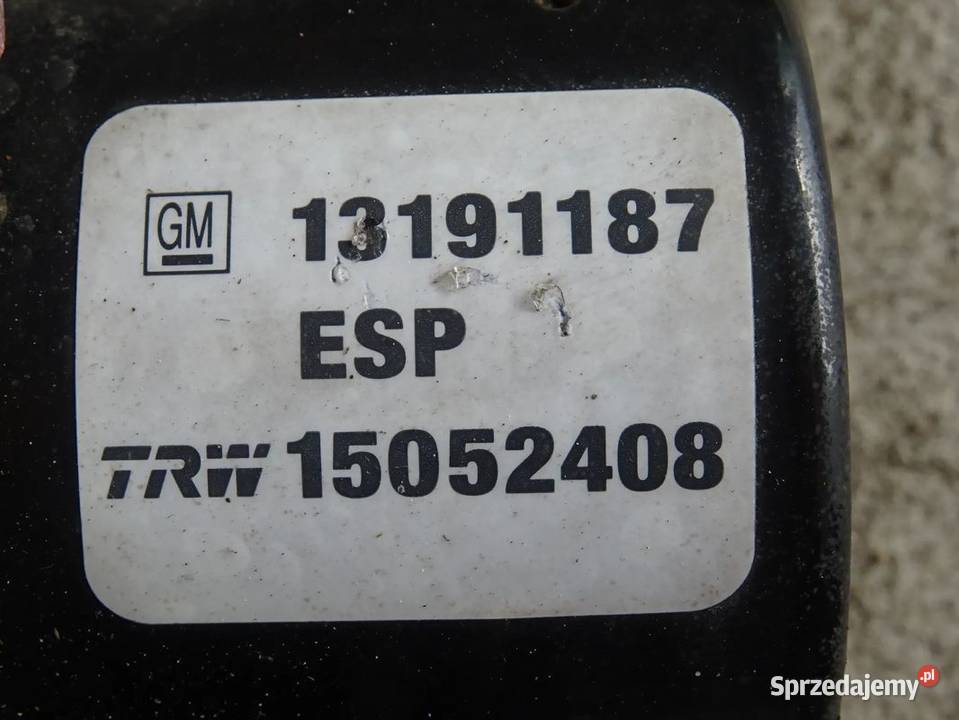 GM 13191187
ESP
TRW 15052408
Sprzedajemy.pl